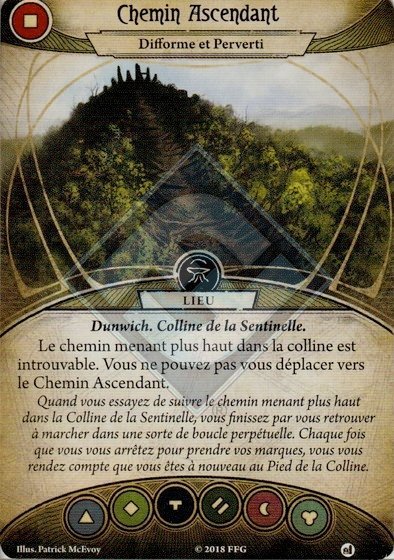 Chemin Ascendant
Difforme et Perverti
LIEU
Dunwich. Colline de la Sentinelle.
Le chemin menant plus haut dans la colline est
introuvable. Vous ne pouvez pas vous déplacer vers
le Chemin Ascendant.
Quand vous essayez de suivre le chemin menant plus haut
dans la Colline de la Sentinelle, vous finissez par vous retrouver
à marcher dans une sorte de boucle perpétuelle. Chaque fois
que vous vous arrêtez pour prendre vos marques, vous vous
rendez compte que vous êtes à nouveau au Pied de la Colline.
Illus. Patrick McEvoy
© 2018 FFG